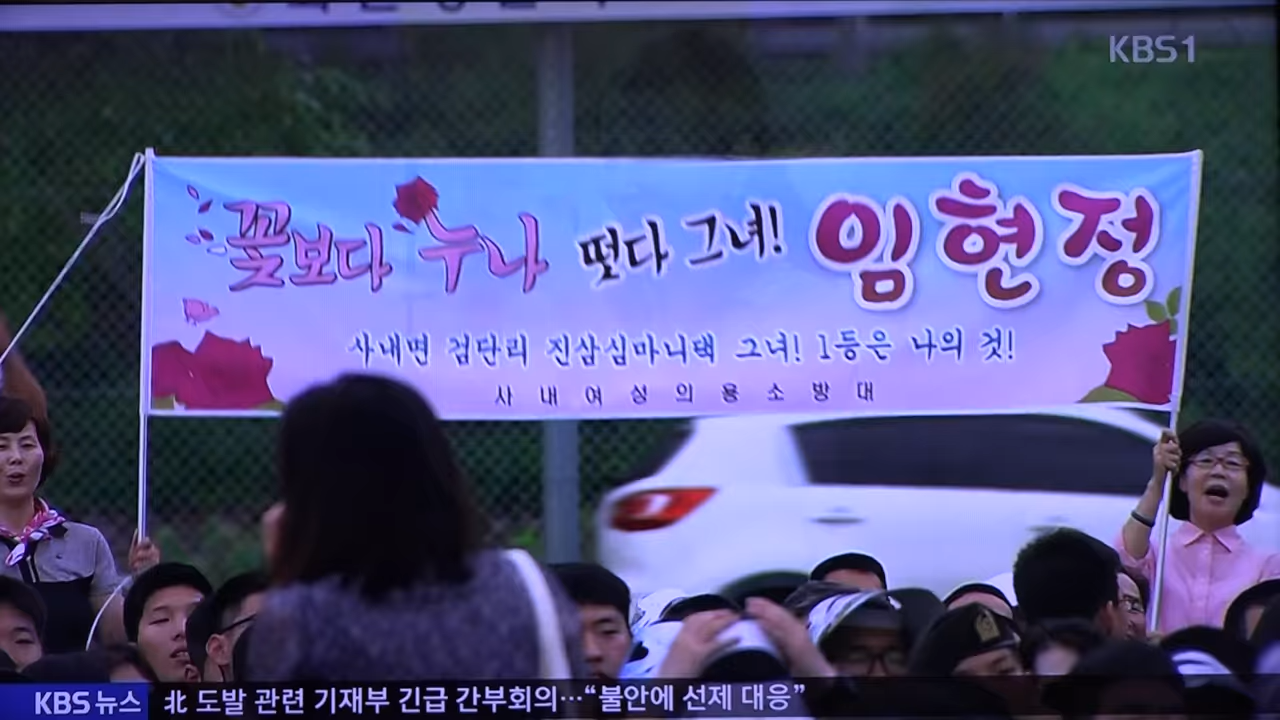 KBS1
꽃보다 누나 떳다 그녀! 임현정
사내면 검단리 진삼심마니택 그녀! 1등은 나의 것!
사내여성의용소방대
KBS 뉴스 北 도발 관련 기재부 긴급 간부회의…“불안에 선제 대응”